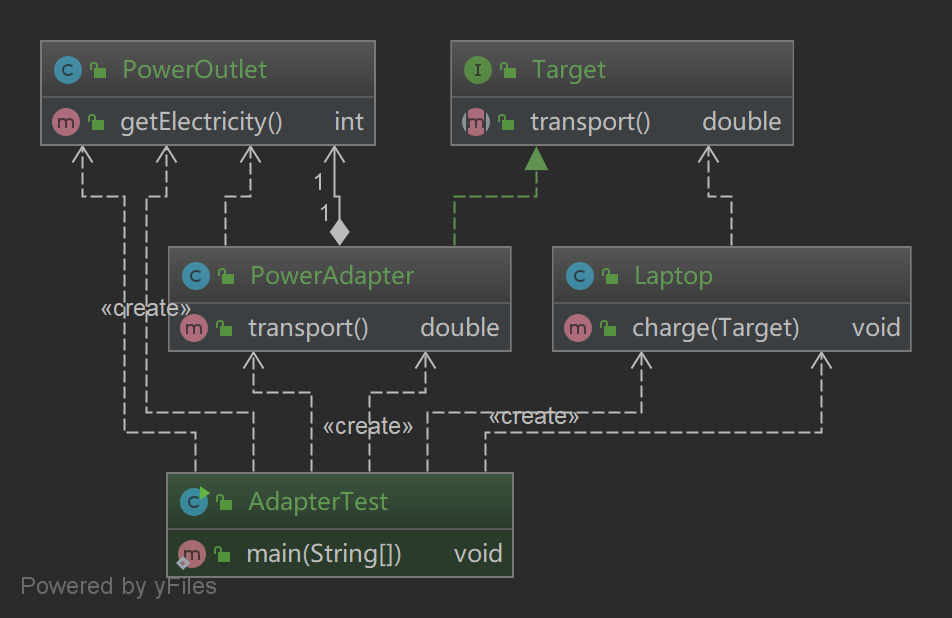 C PowerOutlet
m getElectricity() int
I Target
m transport() double
1
1
C PowerAdapter
m transport() double
C Laptop
m charge(Target) void
«create»
«create»
«create»
C AdapterTest
m main(String[]) void
Powered by yFiles